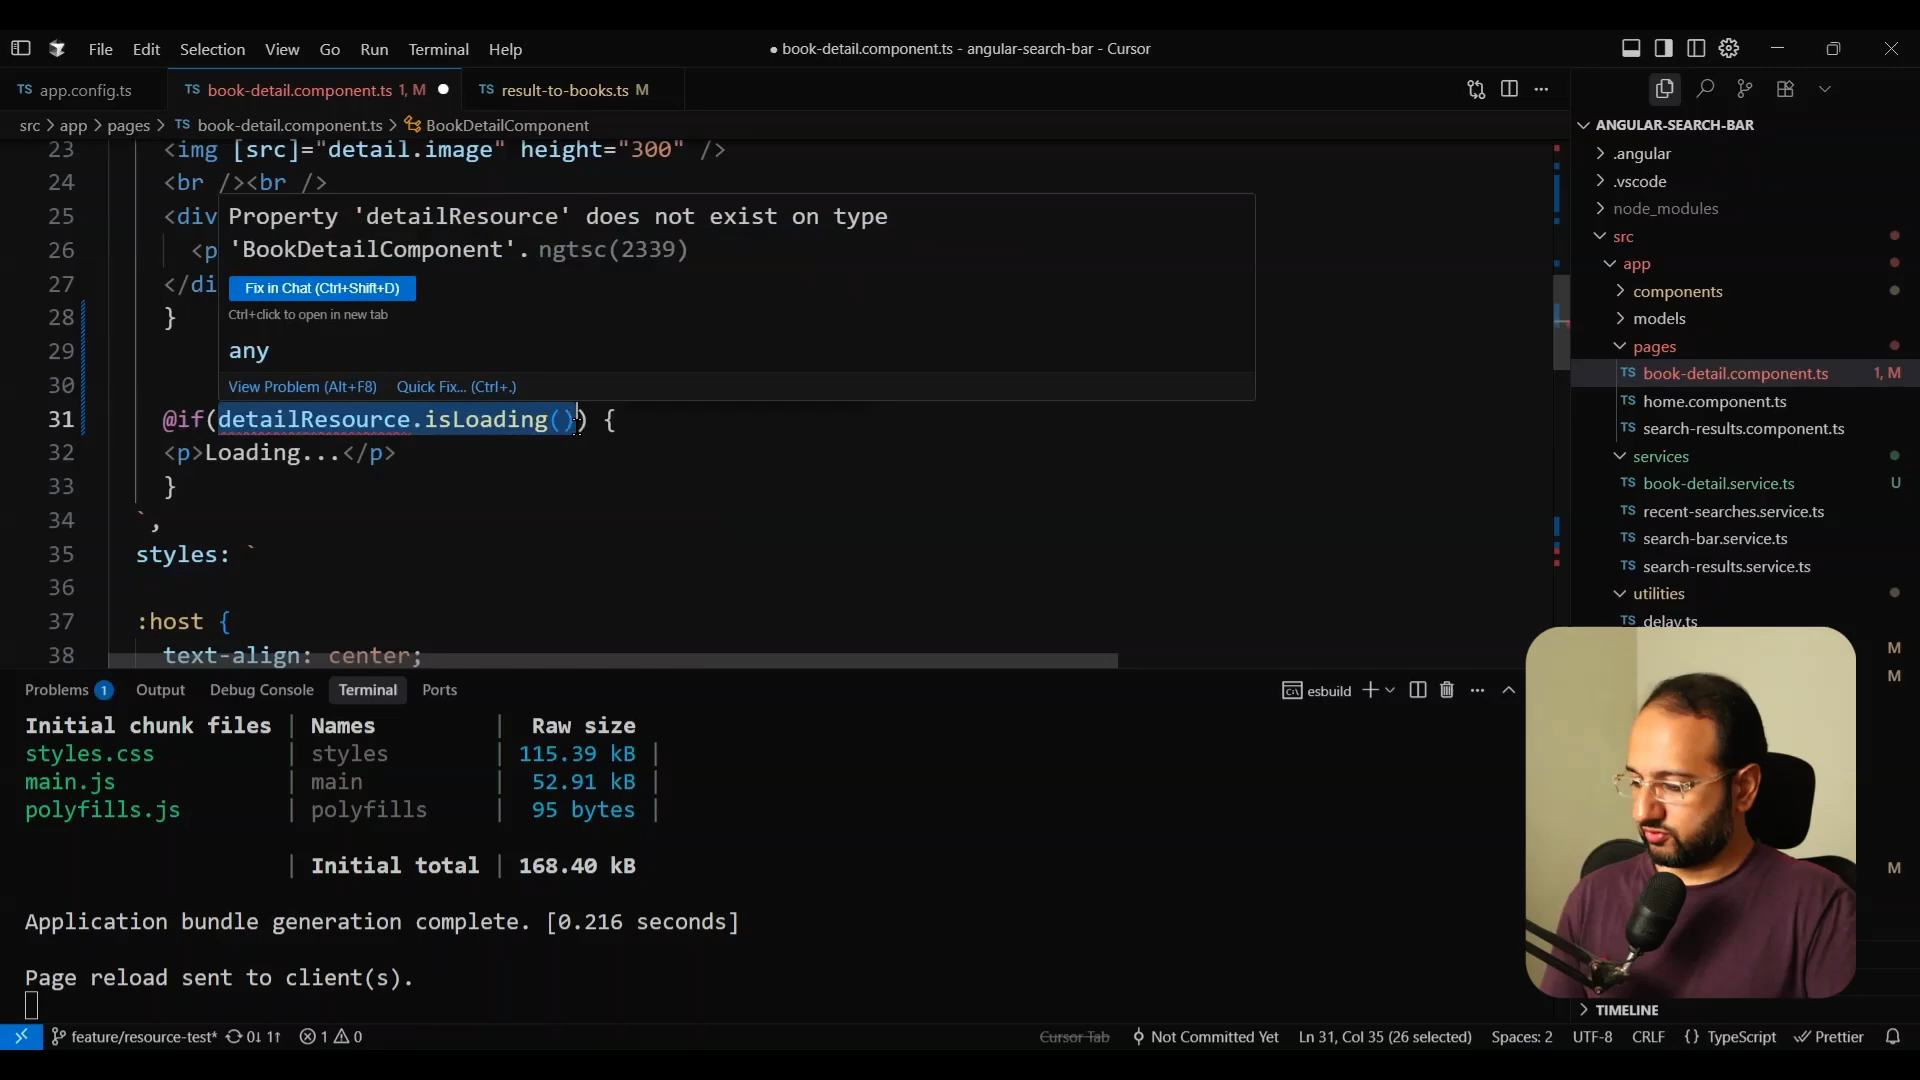 File Edit Selection View Go Run Terminal Help
● book-detail.component.ts - angular-search-bar - Cursor
TS app.config.ts
TS book-detail.component.ts 1, M
TS result-to-books.ts M
src > app > pages > TS book-detail.component.ts > BookDetailComponent
23 <img [src]="detail.image" height="300" />
24 <br /><br />
25 <div
26 <p
27 </di
28 }
29
30
31 @if(detailResource.isLoading()) {
32 <p>Loading...</p>
33 }
34 `,
35 styles: `
36
37 :host {
38 text-align: center;
Property 'detailResource' does not exist on type
'BookDetailComponent'. ngtsc(2339)
Fix in Chat (Ctrl+Shift+D)
Ctrl+click to open in new tab
any
View Problem (Alt+F8) Quick Fix... (Ctrl+.)
ANGULAR-SEARCH-BAR
> .angular
> .vscode
> node_modules
src
app
> components
> models
pages
TS book-detail.component.ts 1, M
TS home.component.ts
TS search-results.component.ts
services
TS book-detail.service.ts U
TS recent-searches.service.ts
TS search-bar.service.ts
TS search-results.service.ts
utilities
TS delay.ts
M
M
M
> TIMELINE
Problems 1 Output Debug Console Terminal Ports
esbuild
Initial chunk files | Names | Raw size
styles.css | styles | 115.39 kB |
main.js | main | 52.91 kB |
polyfills.js | polyfills | 95 bytes |
| Initial total | 168.40 kB
Application bundle generation complete. [0.216 seconds]
Page reload sent to client(s).
feature/resource-test* 0↓ 1↑ 1 0
Cursor Tab Not Committed Yet Ln 31, Col 35 (26 selected) Spaces: 2 UTF-8 CRLF {} TypeScript Prettier